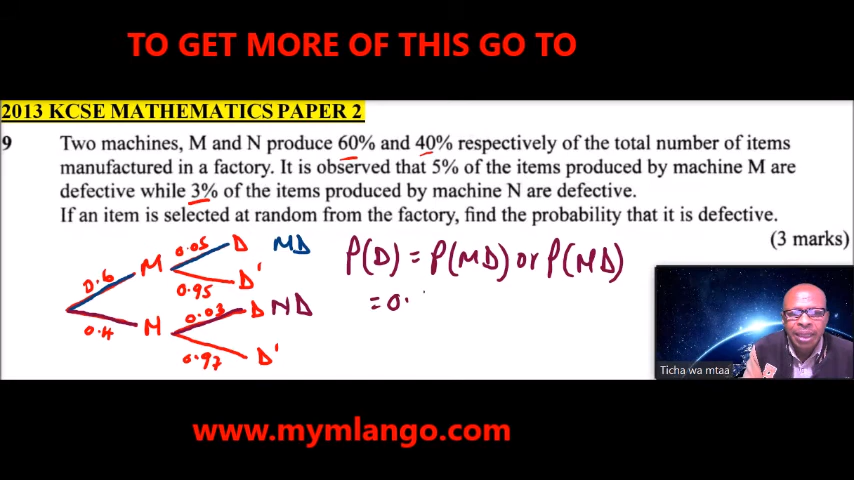 TO GET MORE OF THIS GO TO
2013 KCSE MATHEMATICS PAPER 2
9 Two machines, M and N produce 60% and 40% respectively of the total number of items
manufactured in a factory. It is observed that 5% of the items produced by machine M are
defective while 3% of the items produced by machine N are defective.
If an item is selected at random from the factory, find the probability that it is defective.
(3 marks)
0.05 D MD
0.6 M
0.95 D'
P(D) = P(MD) or P(MD)
= 0.
0.4 M 0.03 D ND
0.97 D'
Ticha wa mtaa
www.mymlango.com